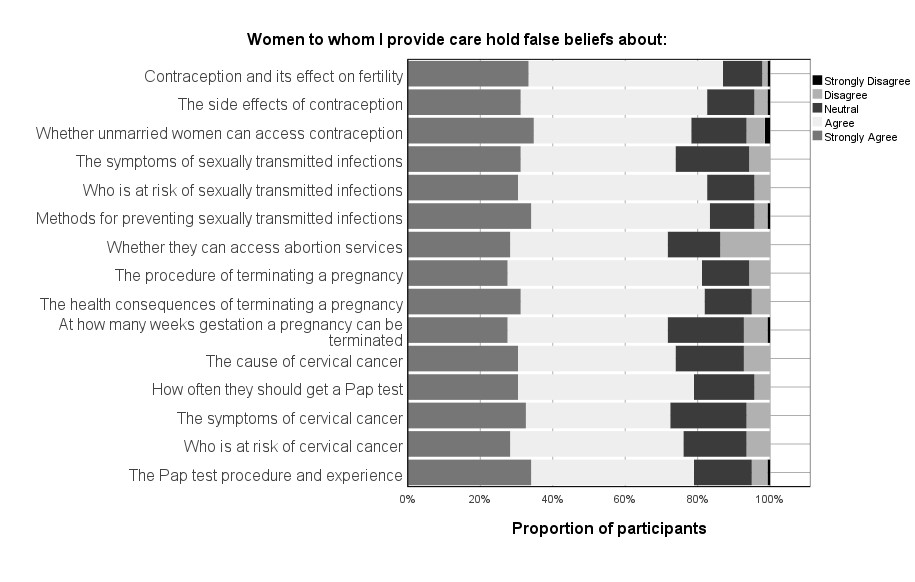 Women to whom I provide care hold false beliefs about:
Contraception and its effect on fertility
The side effects of contraception
Whether unmarried women can access contraception
The symptoms of sexually transmitted infections
Who is at risk of sexually transmitted infections
Methods for preventing sexually transmitted infections
Whether they can access abortion services
The procedure of terminating a pregnancy
The health consequences of terminating a pregnancy
At how many weeks gestation a pregnancy can be
terminated
The cause of cervical cancer
How often they should get a Pap test
The symptoms of cervical cancer
Who is at risk of cervical cancer
The Pap test procedure and experience
Strongly Disagree
Disagree
Neutral
Agree
Strongly Agree
0% 20% 40% 60% 80% 100%
Proportion of participants